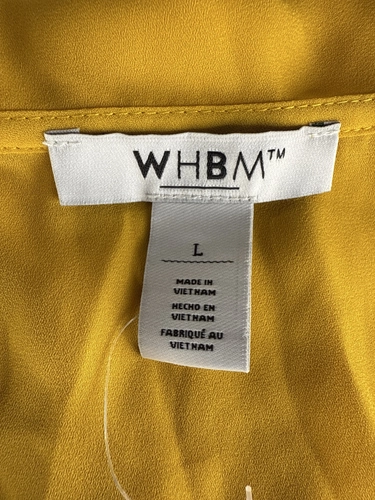 WHBM™
L
MADE IN
VIETNAM
HECHO EN
VIETNAM
FABRIQUÉ AU
VIETNAM